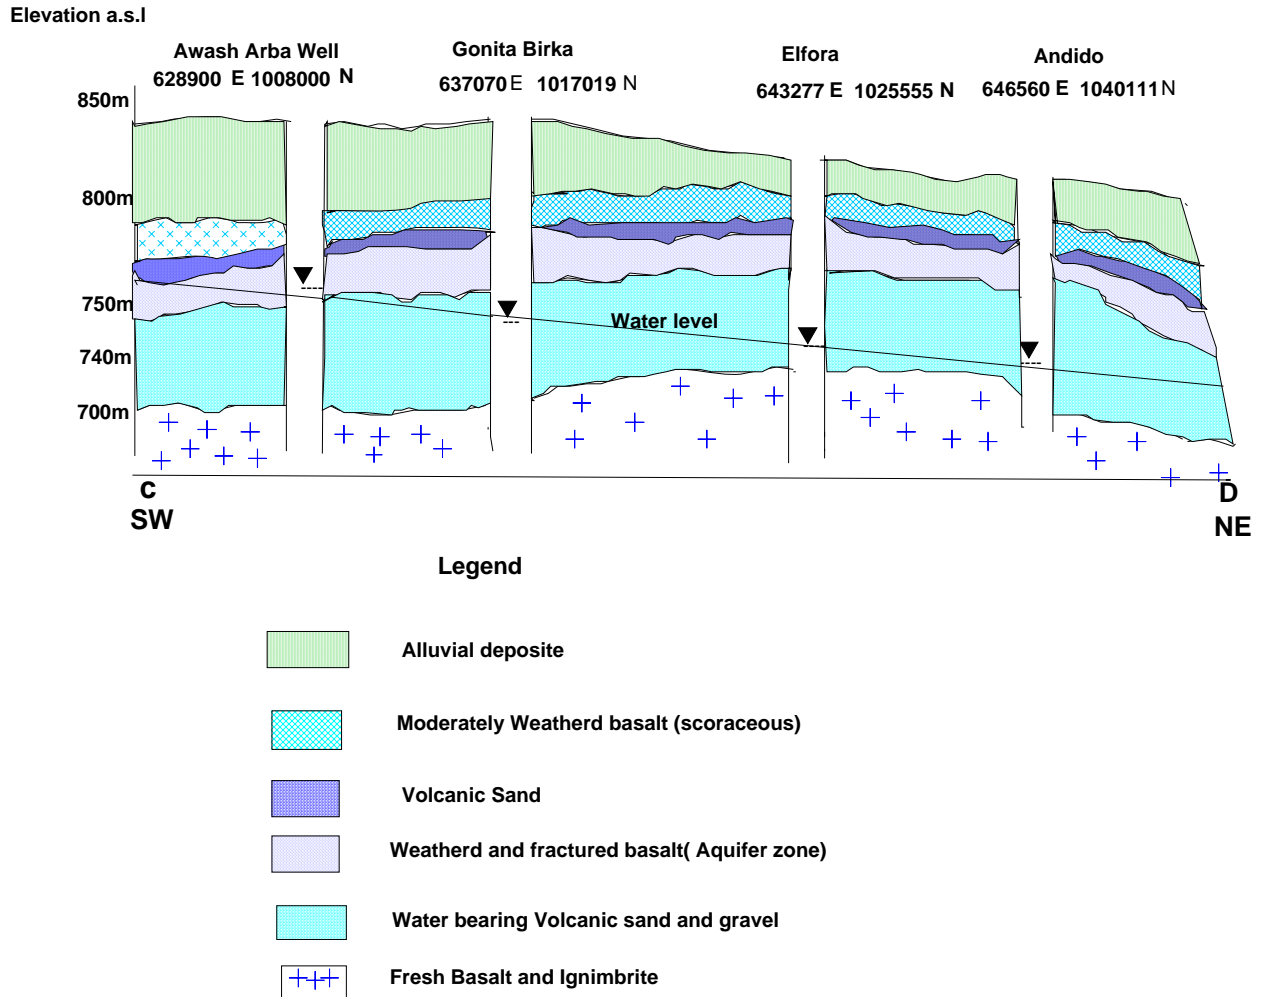 Elevation a.s.l
Awash Arba Well
628900 E 1008000 N
Gonita Birka
637070 E 1017019 N
Elfora
643277 E 1025555 N
Andido
646560 E 1040111 N
850m
800m
750m
Water level
740m
700m
c
SW
D
NE
Legend
Alluvial deposite
Moderately Weatherd basalt (scoraceous)
Volcanic Sand
Weatherd and fractured basalt( Aquifer zone)
Water bearing Volcanic sand and gravel
Fresh Basalt and Ignimbrite